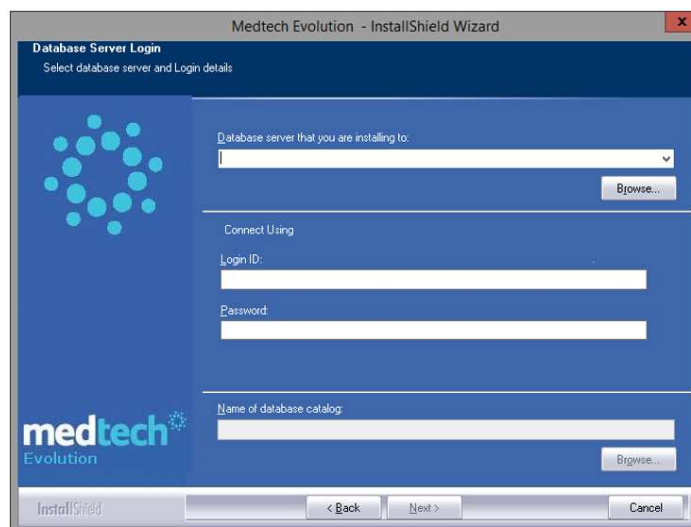 Medtech Evolution - InstallShield Wizard
x
Database Server Login
Select database server and Login details
Database server that you are installing to:
Browse...
Connect Using
Login ID:
Password:
Name of database catalog:
Browse...
medtech
Evolution
InstallShield
< Back
Next >
Cancel